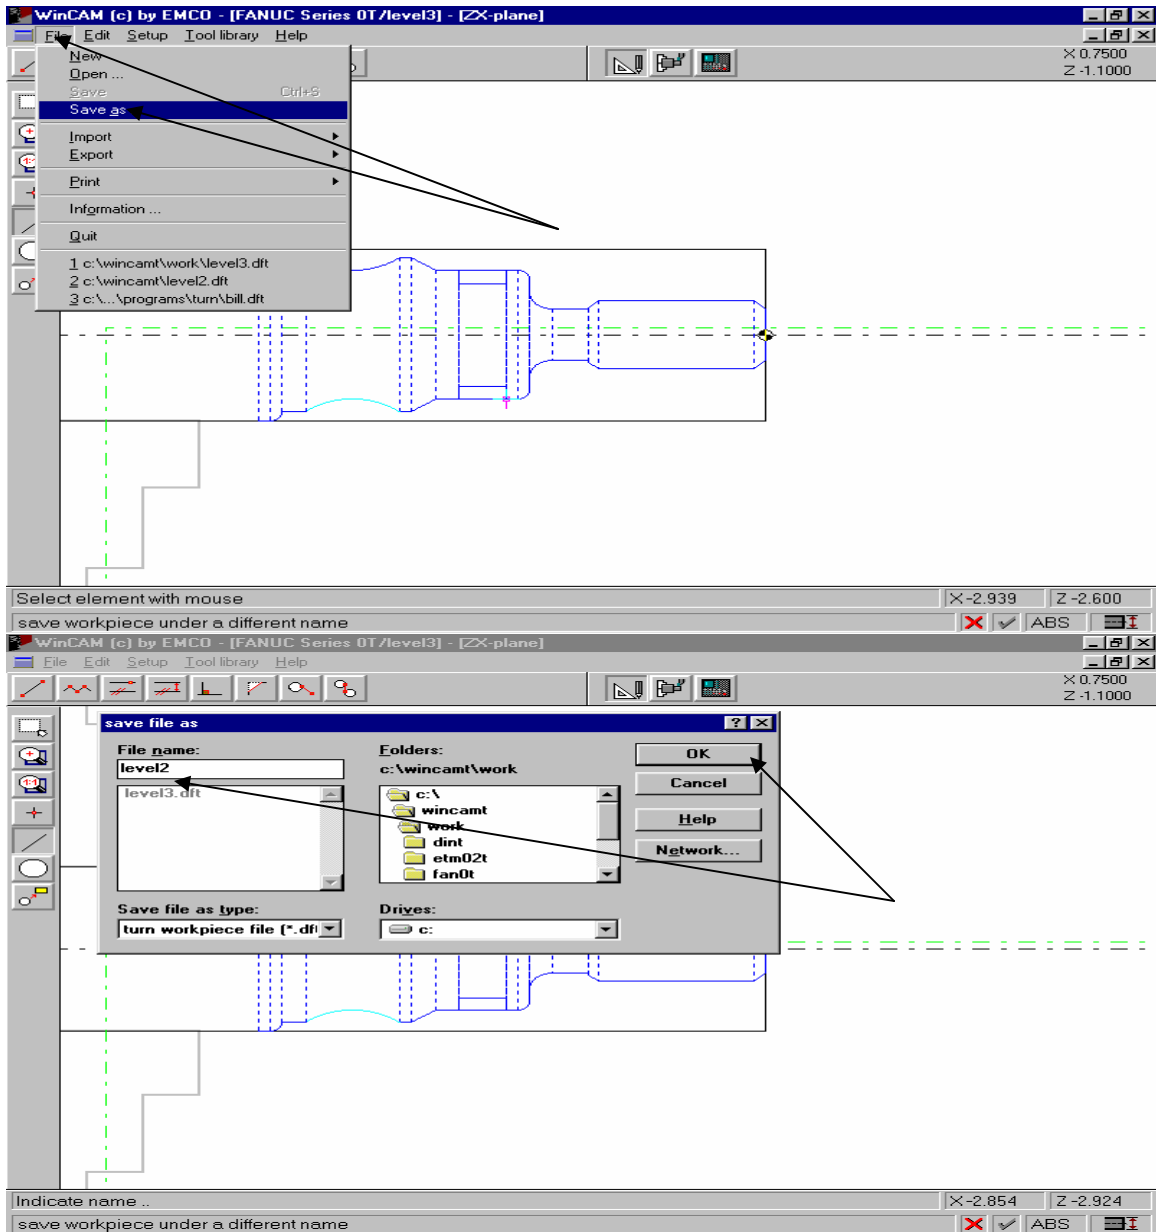 WinCAM (c) by EMCO - [FANUC Series 0T/level3] - [ZX-plane]
File Edit Setup Tool library Help
X 0.7500
Z -1.1000
New
Open ...
Save Ctrl+S
Save as
Import
Export
Print
Information ...
Quit
1 c:\wincamt\work\level3.dft
2 c:\wincamt\level2.dft
3 c:\...\programs\turn\bill.dft
Select element with mouse X -2.939 Z -2.600
save workpiece under a different name ABS
WinCAM (c) by EMCO - [FANUC Series 0T/level3] - [ZX-plane]
File Edit Setup Tool library Help
X 0.7500
Z -1.1000
save file as
File name:
level2
level3.dft
Folders:
c:\wincamt\work
c:\
wincamt
work
dint
etm02t
fan0t
OK
Cancel
Help
Network...
Save file as type:
turn workpiece file (*.dft
Drives:
c:
Indicate name .. X -2.854 Z -2.924
save workpiece under a different name ABS